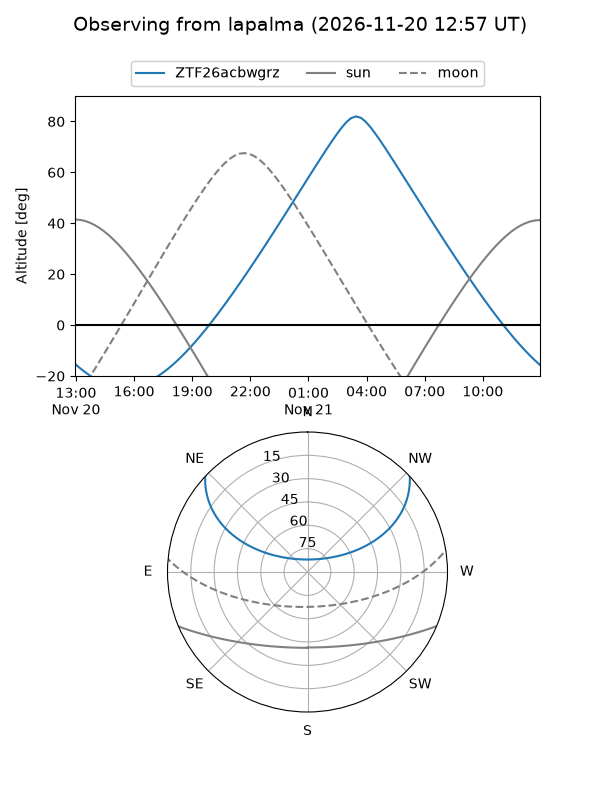 Observing from lapalma (2026-11-20 12:57 UT)
ZTF26acbwgrz sun moon
Altitude [deg]
80
60
40
20
0
−20
13:00 16:00 19:00 22:00 01:00 04:00 07:00 10:00
Nov 20 Nov 21
N
NE NW
15
30
45
60
75
E W
SE SW
S